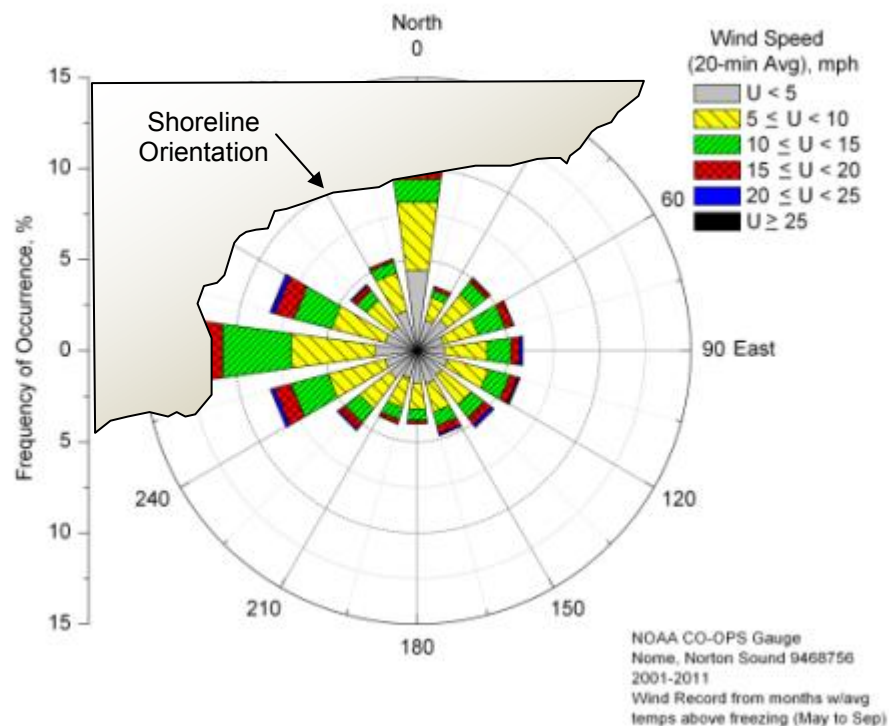 North
0
Wind Speed
(20-min Avg), mph
U < 5
5 ≤ U < 10
10 ≤ U < 15
15 ≤ U < 20
20 ≤ U < 25
U ≥ 25
Shoreline
Orientation
Frequency of Occurrence, %
15
10
5
0
5
10
15
60
90 East
120
150
180
210
240
NOAA CO-OPS Gauge
Nome, Norton Sound 9468756
2001-2011
Wind Record from months w/avg
temps above freezing (May to Sep)